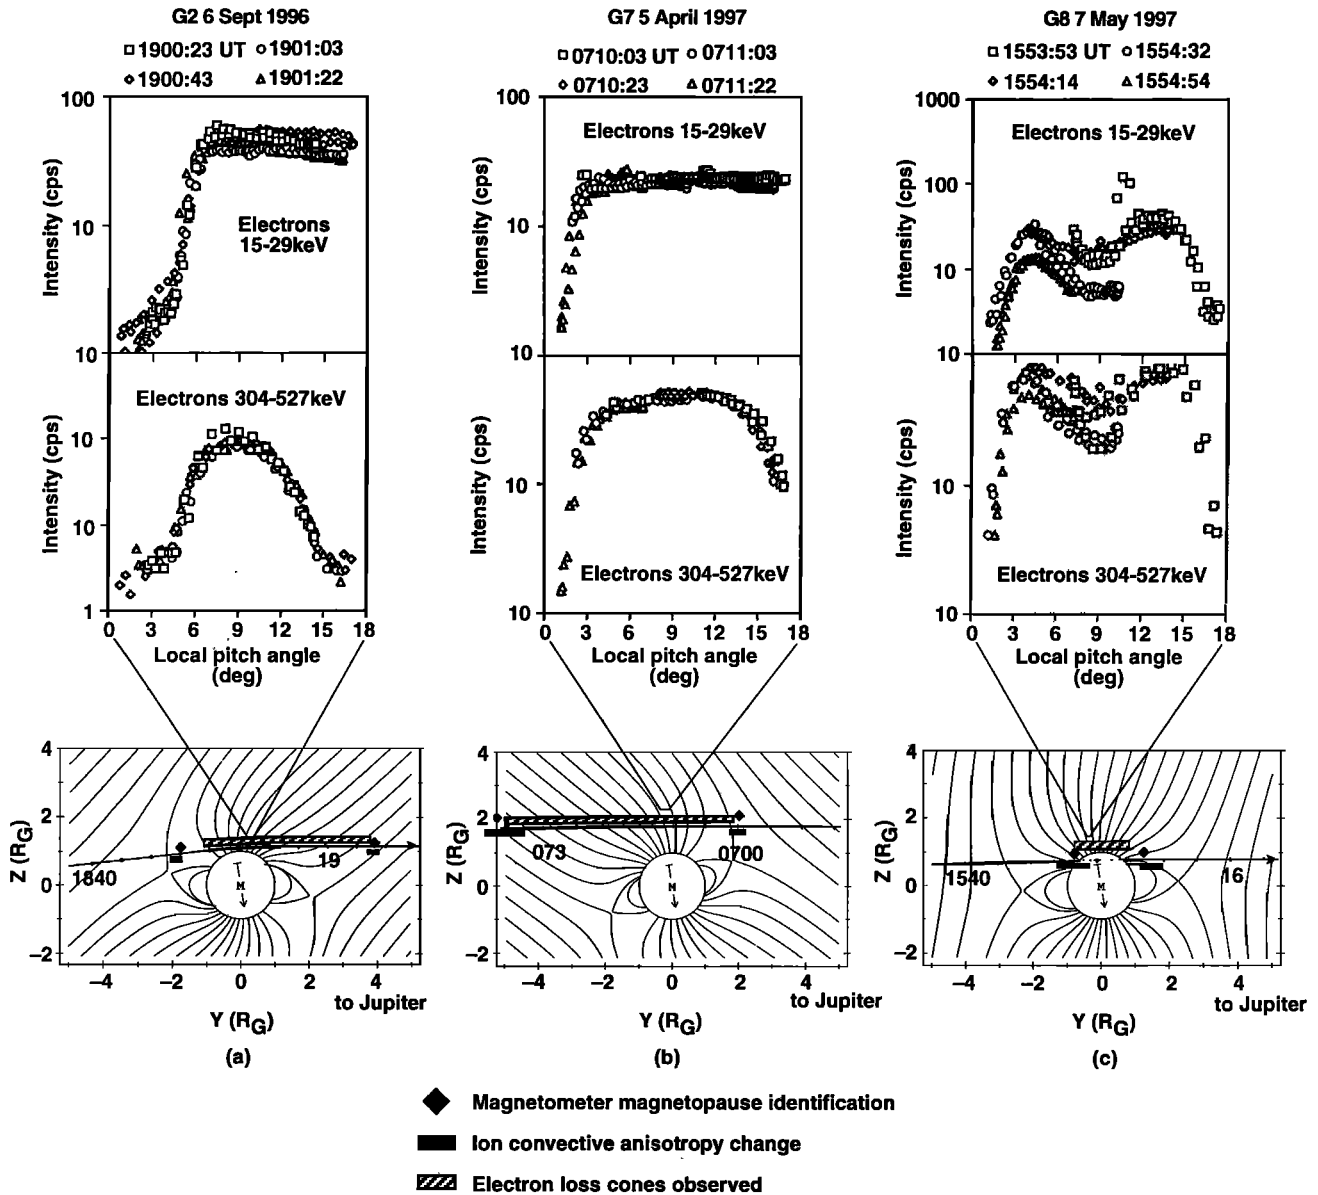 G2 6 Sept 1996
1900:23 UT 1901:03
1900:43 1901:22
100
10
10
10
10
1
Intensity (cps)
Intensity (cps)
Electrons
15-29keV
Electrons 304-527keV
0 3 6 9 12 15 18
Local pitch angle
(deg)
G7 5 April 1997
0710:03 UT 0711:03
0710:23 0711:22
100
10
10
10
10
Intensity (cps)
Intensity (cps)
Electrons 15-29keV
Electrons 304-527keV
0 3 6 9 12 15 18
Local pitch angle
(deg)
G8 7 May 1997
1553:53 UT 1554:32
1554:14 1554:54
1000
100
10
10
10
10
Intensity (cps)
Intensity (cps)
Electrons 15-29keV
Electrons 304-527keV
0 3 6 9 12 15 18
Local pitch angle
(deg)
4
2
0
-2
Z (RG)
1840
19
M
-4 -2 0 2 4
to Jupiter
Y (RG)
(a)
4
2
0
-2
Z (RG)
073
0700
M
-4 -2 0 2 4
to Jupiter
Y (RG)
(b)
4
2
0
-2
Z (RG)
1540
16
M
-4 -2 0 2 4
to Jupiter
Y (RG)
(c)
Magnetometer magnetopause identification
Ion convective anisotropy change
Electron loss cones observed